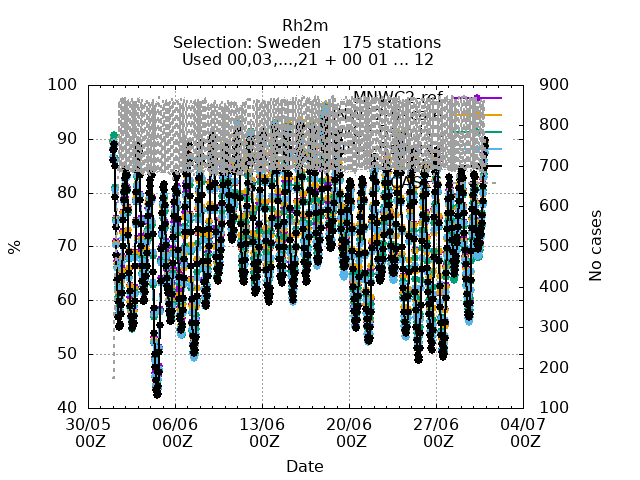 Rh2m
Selection: Sweden    175 stations
Used 00,03,...,21 + 00 01 ... 12
100
90
80
70
60
50
40
%
900
800
700
600
500
400
300
200
100
No cases
MNWC2-ref
30/05 00Z
06/06 00Z
13/06 00Z
20/06 00Z
27/06 00Z
04/07 00Z
Date